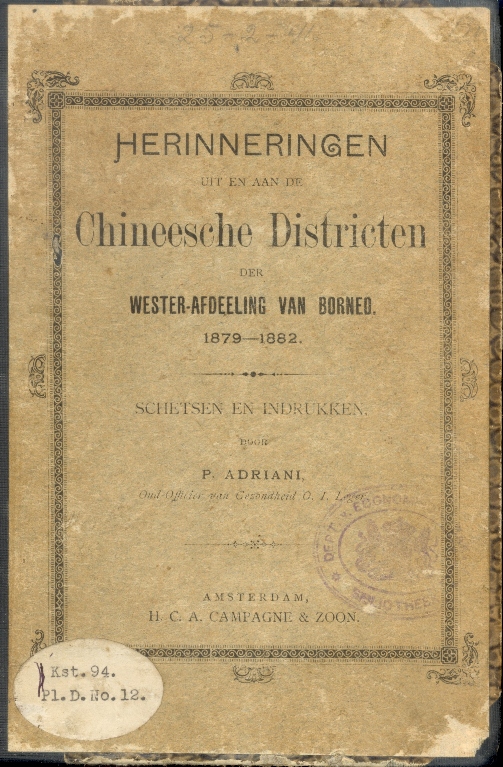 HERINNERINGEN
UIT EN AAN DE
Chineesche Districten
DER
WESTER-AFDEELING VAN BORNEO.
1879—1882.
SCHETSEN EN INDRUKKEN.
DOOR
P. ADRIANI,
Oud-Officier van Gezondheid O. I. Leger.
DEPT. V.
AMSTERDAM,
H. C. A. CAMPAGNE & ZOON.
Kst. 94.
Pl. D. No. 12.